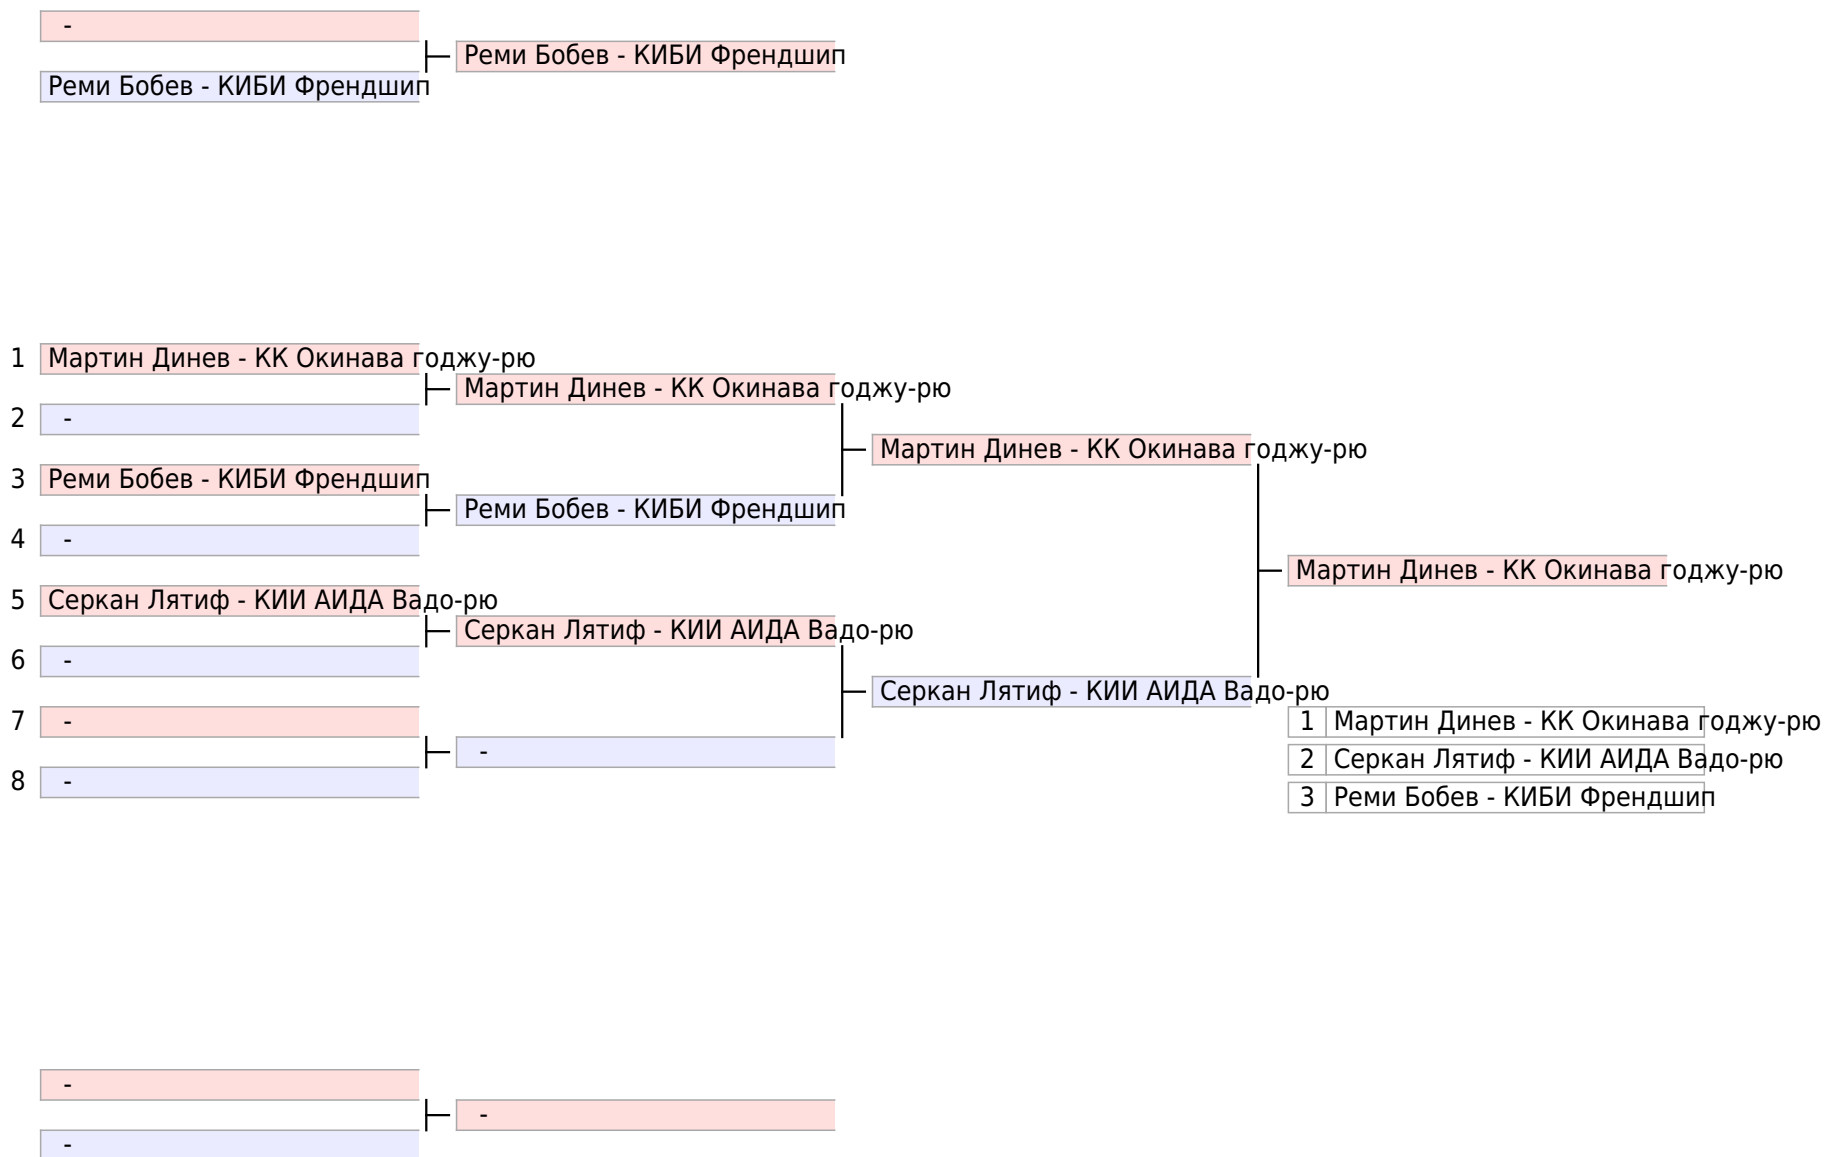 -
Реми Бобев - КИБИ Френдшип
Реми Бобев - КИБИ Френдшип
1 Мартин Динев - КК Окинава годжу-рю
Мартин Динев - КК Окинава годжу-рю
2 -
Мартин Динев - КК Окинава годжу-рю
3 Реми Бобев - КИБИ Френдшип
Реми Бобев - КИБИ Френдшип
4 -
Мартин Динев - КК Окинава годжу-рю
5 Серкан Лятиф - КИИ АИДА Вадо-рю
Серкан Лятиф - КИИ АИДА Вадо-рю
6 -
Серкан Лятиф - КИИ АИДА Вадо-рю
7 -
1 Мартин Динев - КК Окинава годжу-рю
-
2 Серкан Лятиф - КИИ АИДА Вадо-рю
8 -
3 Реми Бобев - КИБИ Френдшип
-
-
-